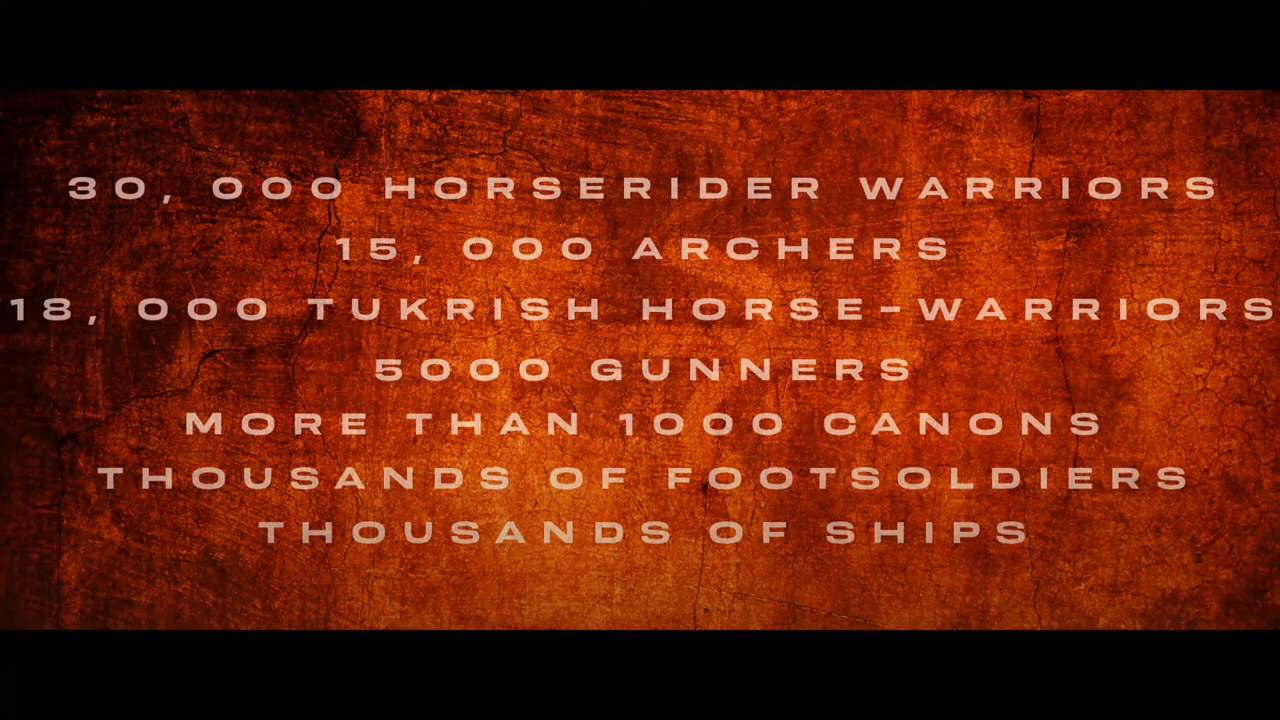 30, 000 HORSERIDER WARRIORS
15, 000 ARCHERS
18, 000 TUKRISH HORSE-WARRIORS
5000 GUNNERS
MORE THAN 1000 CANONS
THOUSANDS OF FOOTSOLDIERS
THOUSANDS OF SHIPS